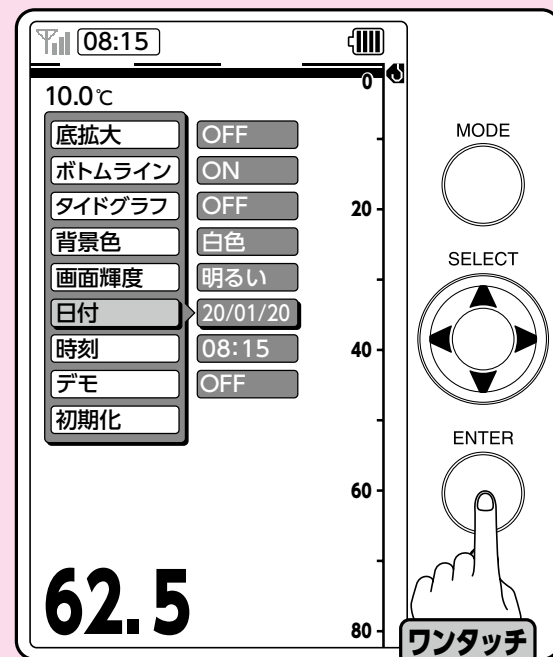 08:15
0
10.0℃
底拡大 OFF
MODE
ボトムライン ON
タイドグラフ OFF
20
背景色 白色
SELECT
画面輝度 明るい
日付 20/01/20
時刻 08:15
40
デモ OFF
初期化
ENTER
60
62.5
80
ワンタッチ